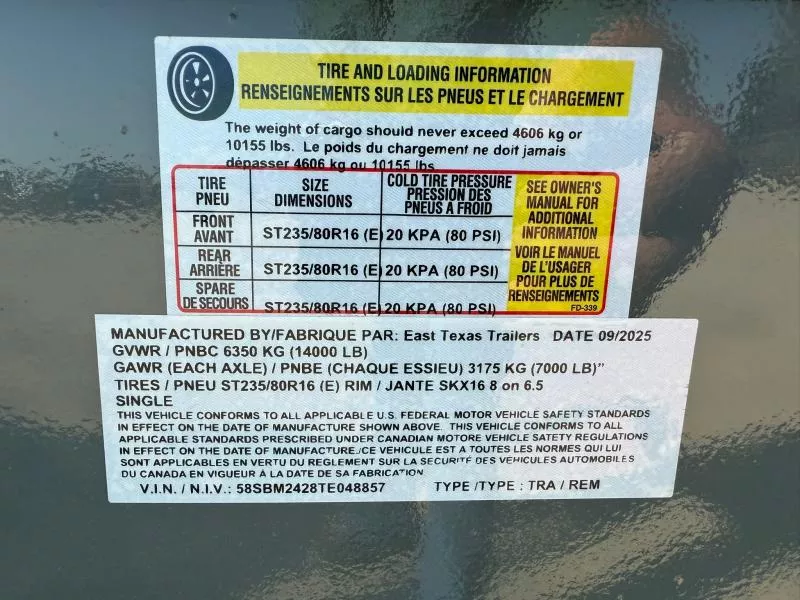 TIRE AND LOADING INFORMATION
RENSEIGNEMENTS SUR LES PNEUS ET LE CHARGEMENT
The weight of cargo should never exceed 4606 kg or
10155 lbs. Le poids du chargement ne doit jamais
dépasser 4606 kg ou 10155 lbs
TIRE
PNEU
SIZE
DIMENSIONS
COLD TIRE PRESSURE
PRESSION DES
PNEUS A FROID
FRONT
AVANT
ST235/80R16 (E)
20 KPA (80 PSI)
REAR
ARRIÈRE
ST235/80R16 (E)
20 KPA (80 PSI)
SPARE
DE SECOURS
ST235/80R16 (E)
20 KPA (80 PSI)
SEE OWNER'S
MANUAL FOR
ADDITIONAL
INFORMATION
VOIR LE MANUEL
DE L'USAGER
POUR PLUS DE
RENSEIGNEMENTS
FD-339
MANUFACTURED BY/FABRIQUE PAR: East Texas Trailers DATE 09/2025
GVWR / PNBC 6350 KG (14000 LB)
GAWR (EACH AXLE) / PNBE (CHAQUE ESSIEU) 3175 KG (7000 LB)"
TIRES / PNEU ST235/80R16 (E) RIM / JANTE SKX16 8 on 6.5
SINGLE
THIS VEHICLE CONFORMS TO ALL APPLICABLE U.S. FEDERAL MOTOR VEHICLE SAFETY STANDARDS
IN EFFECT ON THE DATE OF MANUFACTURE SHOWN ABOVE. THIS VEHICLE CONFORMS TO ALL
APPLICABLE STANDARDS PRESCRIBED UNDER CANADIAN MOTORE VEHICLE SATETY REGULATIONS
IN EFFECT ON THE DATE OF MANUFACTURE./CE VEHICULE EST A TOUTES LES NORMES QUI LUI
SONT APPLICABLES EN VERTU DU REGLEMENT SUR LA SECURITE DES VEHICULES AUTOMOBILES
DU CANADA EN VIGUEUR À LA DATE DE SA FABRICATION
V.I.N. / N.I.V.: 58SBM2428TE048857 TYPE /TYPE : TRA / REM